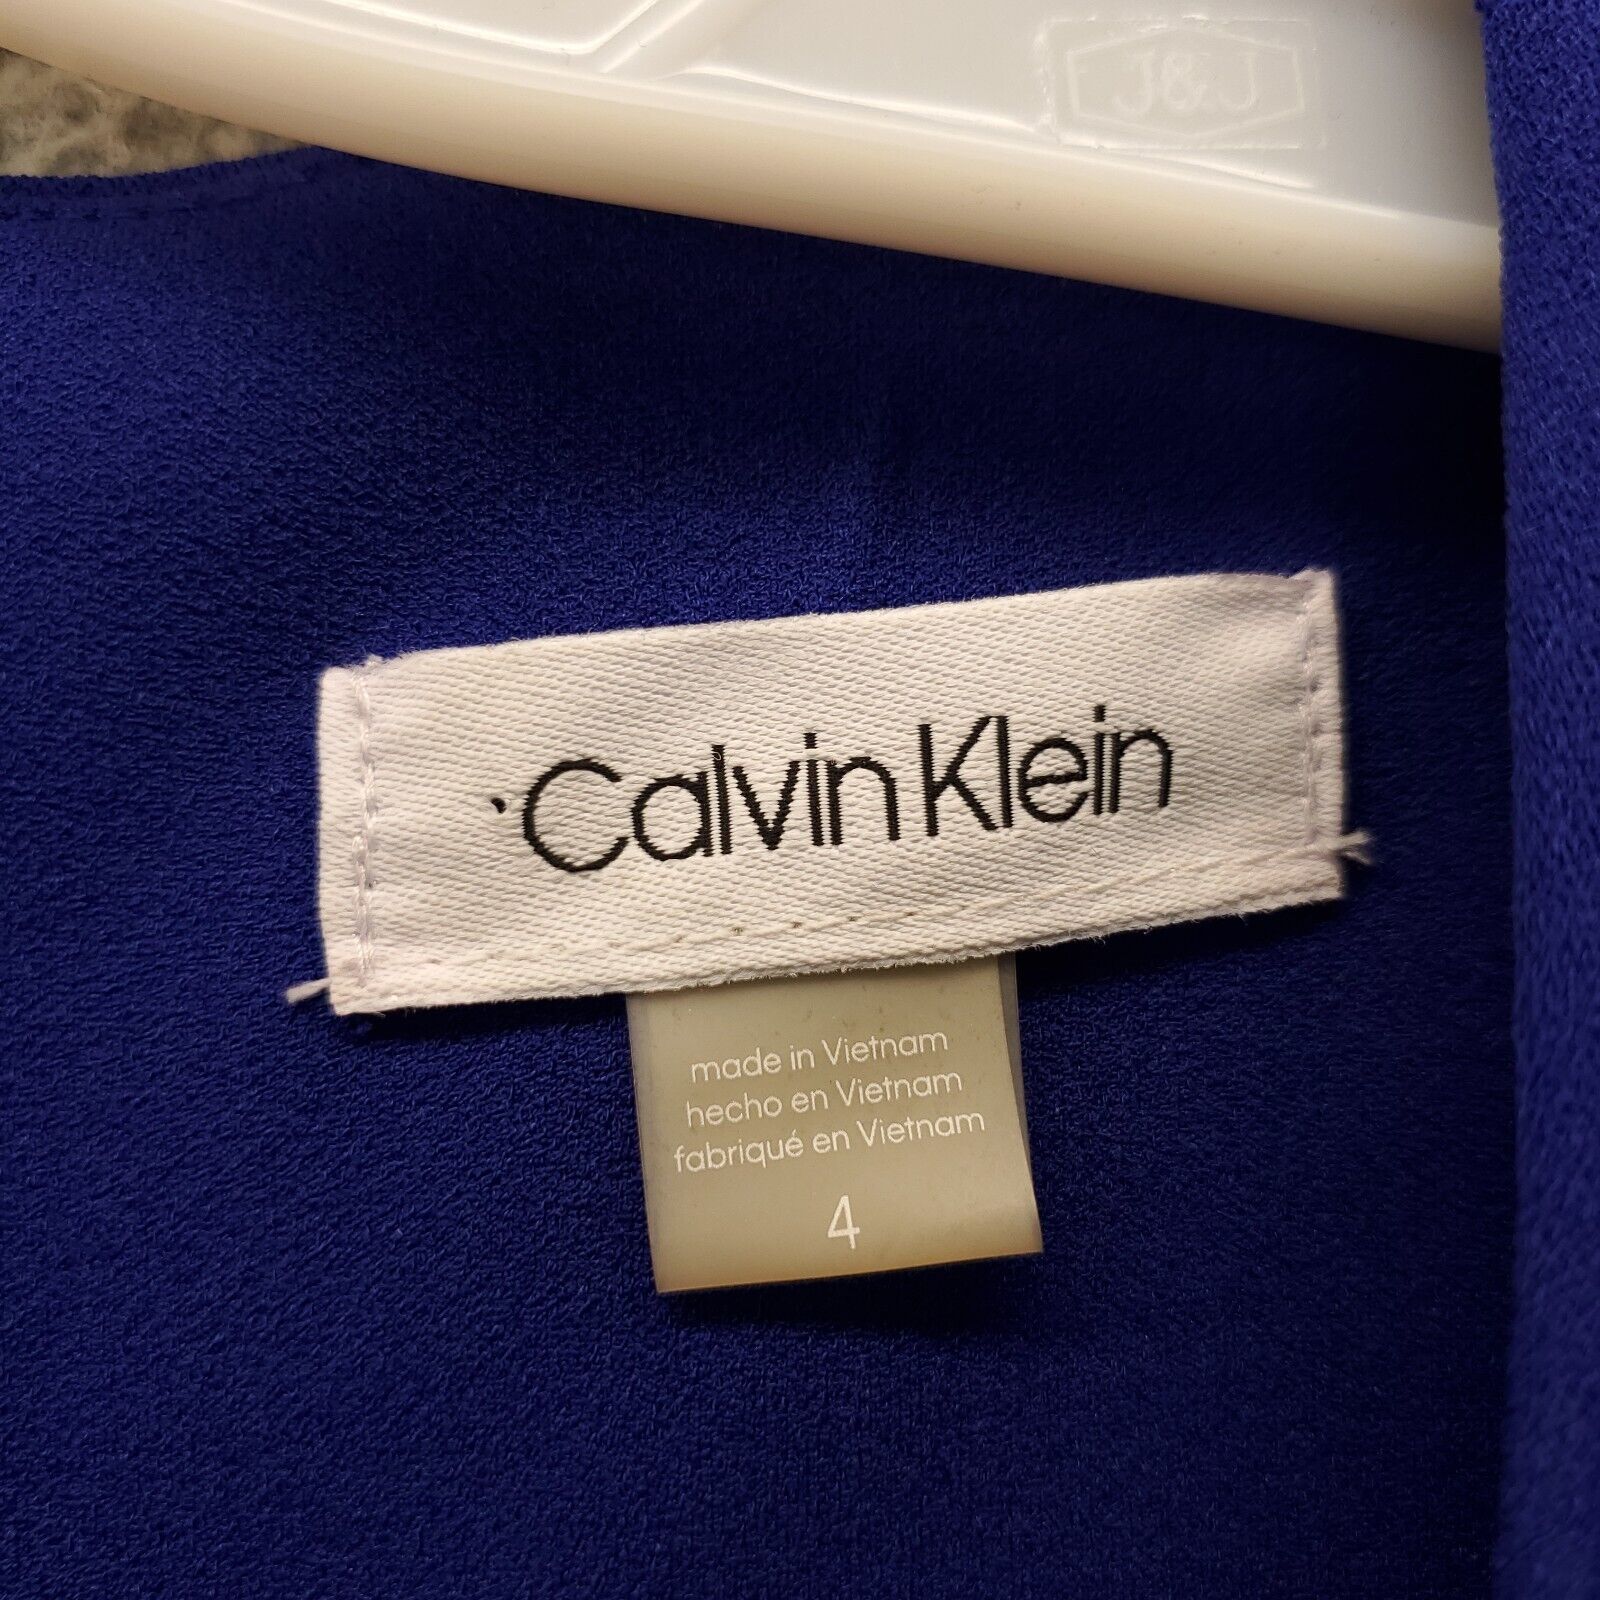 J&J
Calvin Klein
made in Vietnam
hecho en Vietnam
fabriqué en Vietnam
4